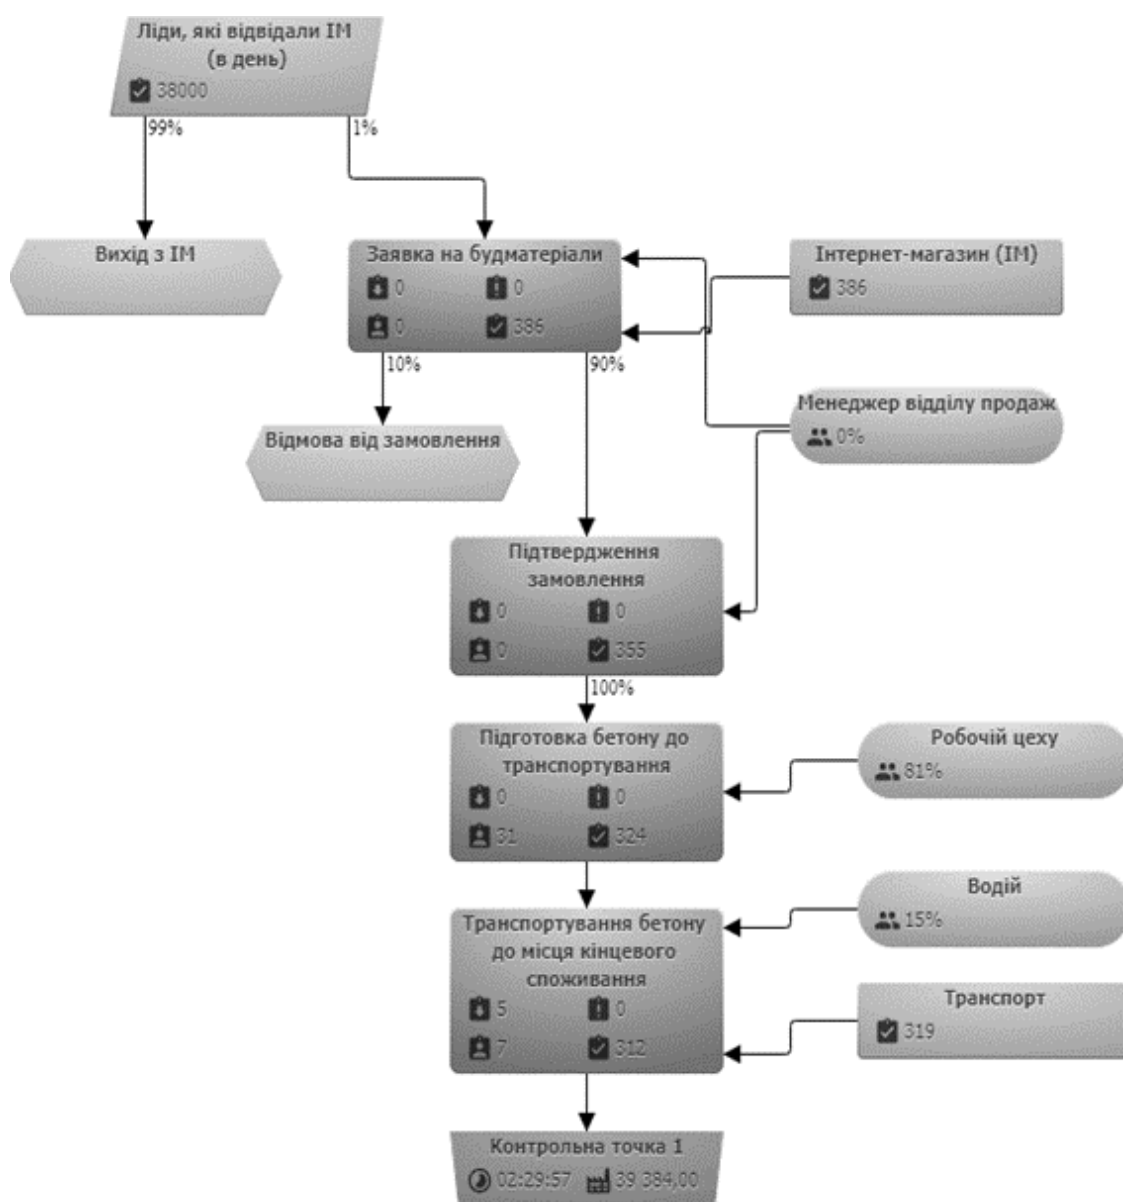 Ліди, які відвідали ІМ
(в день)
38000
99%
1%
Вихід з ІМ
Заявка на будматеріали
0
0
0
386
Інтернет-магазин (ІМ)
386
10%
90%
Менеджер відділу продаж
0%
Відмова від замовлення
Підтвердження
замовлення
0
0
0
355
100%
Підготовка бетону до
транспортування
0
0
31
324
Робочій цеху
81%
Транспортування бетону
до місця кінцевого
споживання
5
0
7
312
Водій
15%
Транспорт
319
Контрольна точка 1
02:29:57
39 384,00